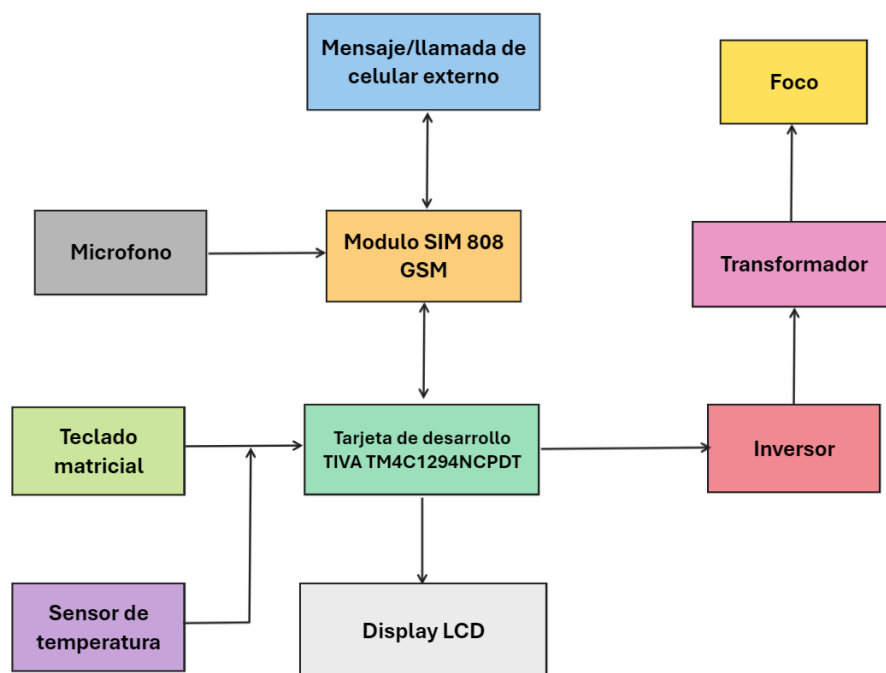 Mensaje/llamada de
celular externo
Foco
Microfono
Modulo SIM 808
GSM
Transformador
Teclado
matricial
Tarjeta de desarrollo
TIVA TM4C1294NCPDT
Inversor
Sensor de
temperatura
Display LCD